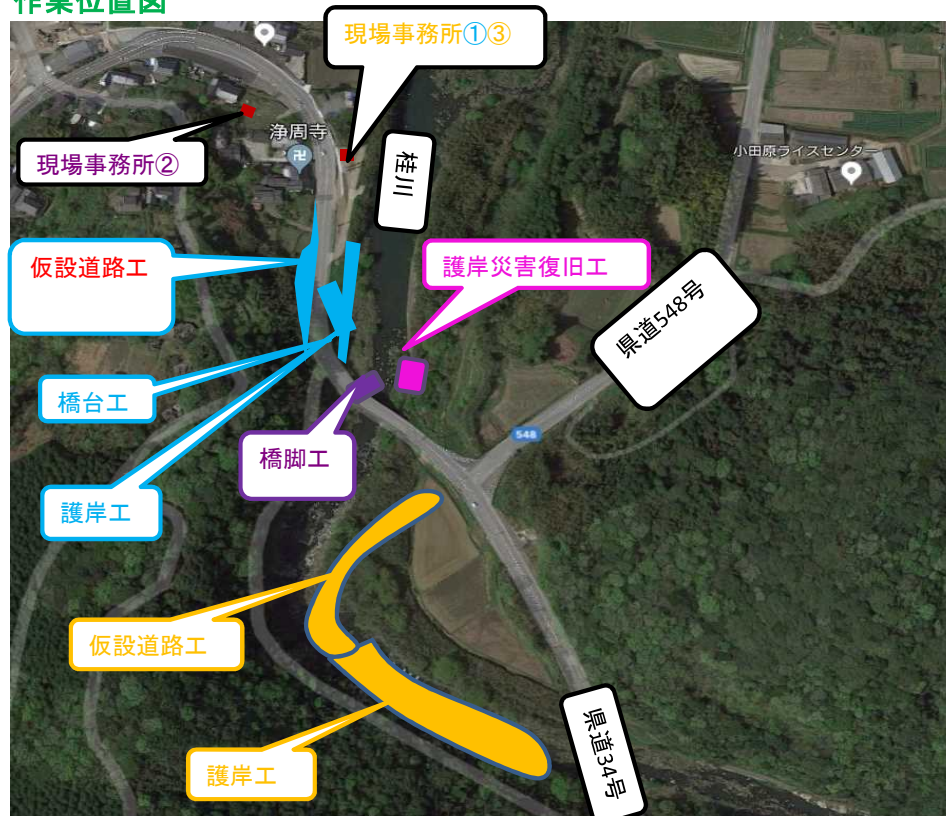 作業位置図
現場事務所①③
浄周寺
現場事務所②
桂川
小田原ライスセンター
仮設道路工
護岸災害復旧工
県道548号
橋台工
548
橋脚工
護岸工
仮設道路工
護岸工
県道34号